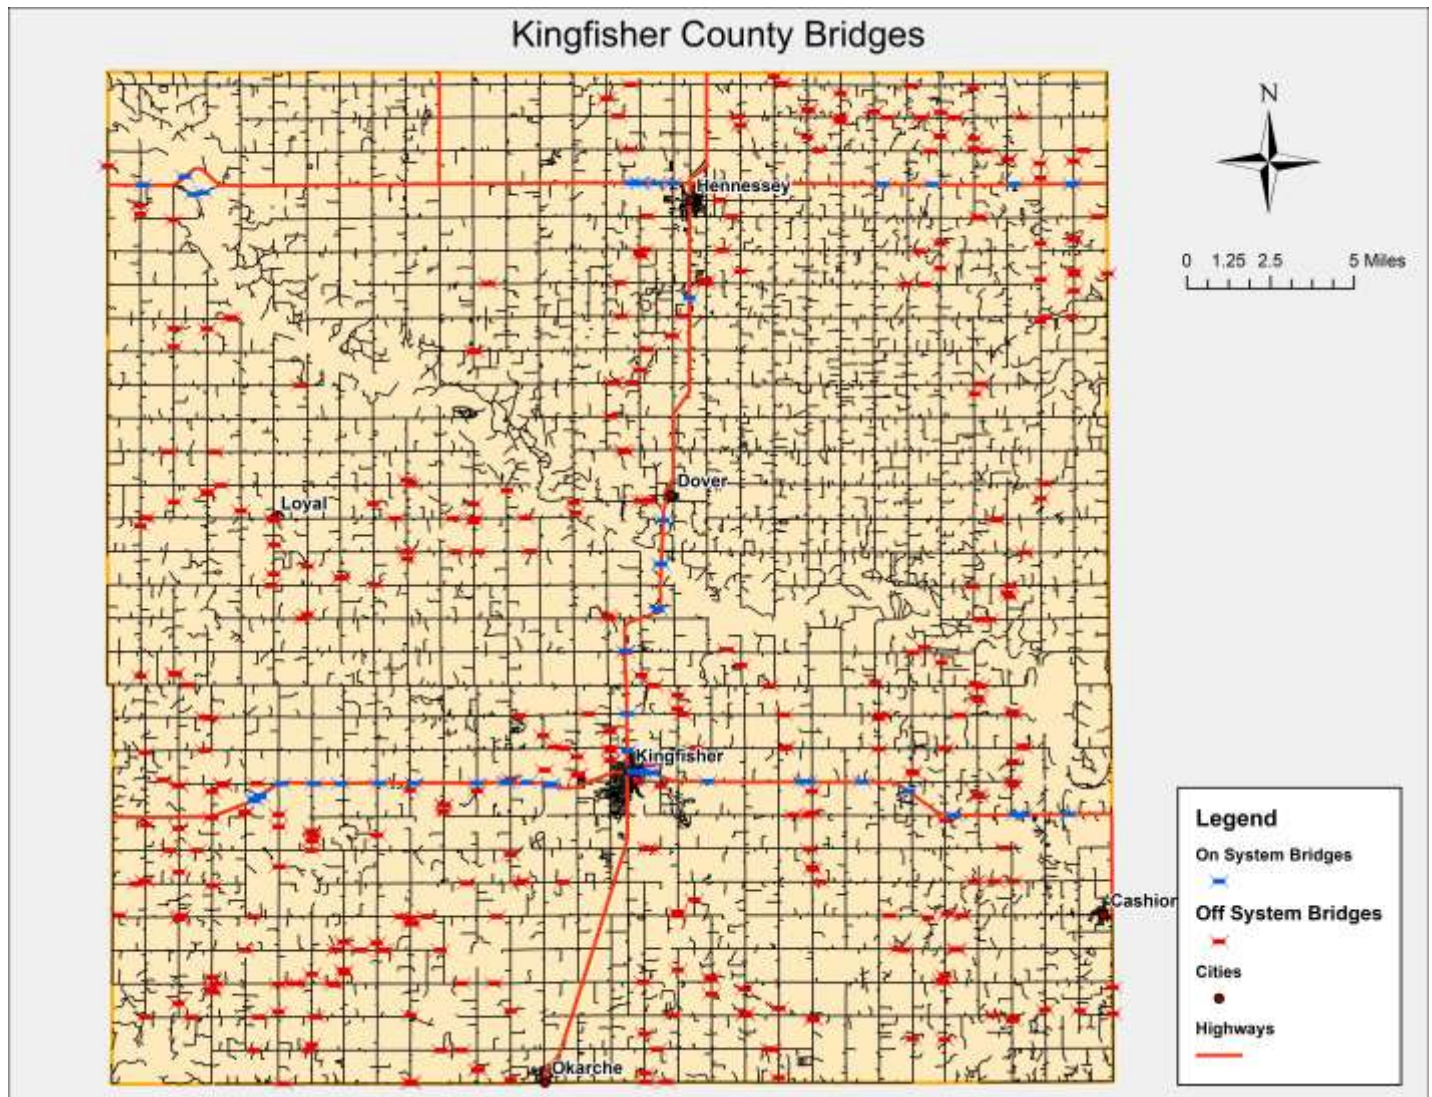 Kingfisher County Bridges
N
0 1.25 2.5 5 Miles
Hennessey
Dover
Loyal
Kingfisher
Cashion
Okarche
Legend
On System Bridges
Off System Bridges
Cities
Highways